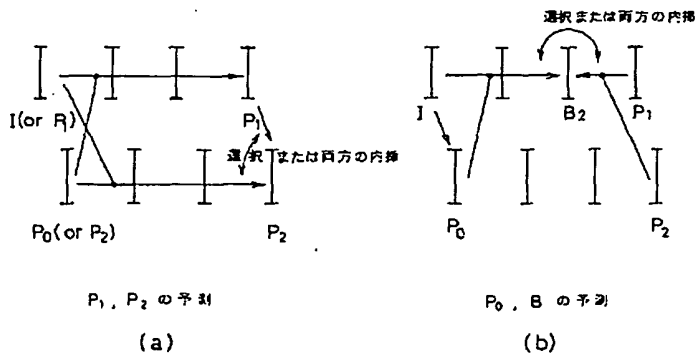 選択または両方の内挿
I(or P₁)
P₁
選択または両方の内挿
P₀(or P₂)
P₂
I
B₂
P₁
P₀
P₂
P₁, P₂ の予測
P₀, B の予測
(a)
(b)